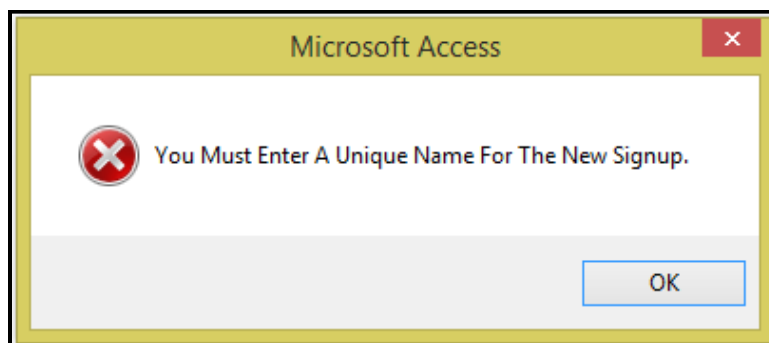 Microsoft Access
You Must Enter A Unique Name For The New Signup.
OK